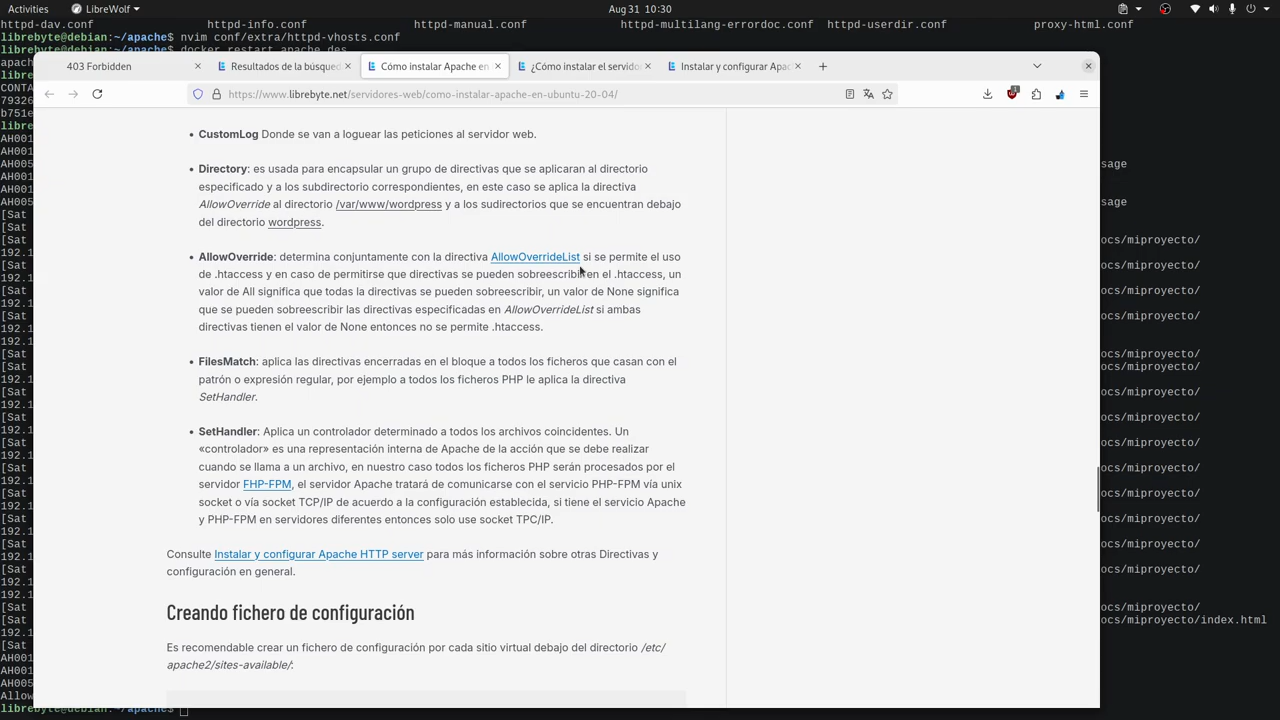 Activities LibreWolf Aug 31 10:30
httpd-dav.conf httpd-info.conf httpd-manual.conf httpd-multilang-errordoc.conf httpd-userdir.conf proxy-html.conf
librebyte@debian:~/apache$ nvim conf/extra/httpd-vhosts.conf
librebyte@debian:~/apache$ docker restart apache_des
403 Forbidden Resultados de la búsqued Cómo instalar Apache en ¿Cómo instalar el servidor Instalar y configurar Apac
https://www.librebyte.net/servidores-web/como-instalar-apache-en-ubuntu-20-04/
• CustomLog Donde se van a loguear las peticiones al servidor web.
• Directory: es usada para encapsular un grupo de directivas que se aplicaran al directorio
especificado y a los subdirectorio correspondientes, en este caso se aplica la directiva
AllowOverride al directorio /var/www/wordpress y a los sudirectorios que se encuentran debajo
del directorio wordpress.
• AllowOverride: determina conjuntamente con la directiva AllowOverrideList si se permite el uso
de .htaccess y en caso de permitirse que directivas se pueden sobreescribir en el .htaccess, un
valor de All significa que todas la directivas se pueden sobreescribir, un valor de None significa
que se pueden sobreescribir las directivas especificadas en AllowOverrideList si ambas
directivas tienen el valor de None entonces no se permite .htaccess.
• FilesMatch: aplica las directivas encerradas en el bloque a todos los ficheros que casan con el
patrón o expresión regular, por ejemplo a todos los ficheros PHP le aplica la directiva
SetHandler.
• SetHandler: Aplica un controlador determinado a todos los archivos coincidentes. Un
«controlador» es una representación interna de Apache de la acción que se debe realizar
cuando se llama a un archivo, en nuestro caso todos los ficheros PHP serán procesados por el
servidor FHP-FPM, el servidor Apache tratará de comunicarse con el servicio PHP-FPM vía unix
socket o vía socket TCP/IP de acuerdo a la configuración establecida, si tiene el servicio Apache
y PHP-FPM en servidores diferentes entonces solo use socket TPC/IP.
Consulte Instalar y configurar Apache HTTP server para más información sobre otras Directivas y
configuración en general.
Creando fichero de configuración
Es recomendable crear un fichero de configuración por cada sitio virtual debajo del directorio /etc/
apache2/sites-available/:
librebyte@debian:~/apache$